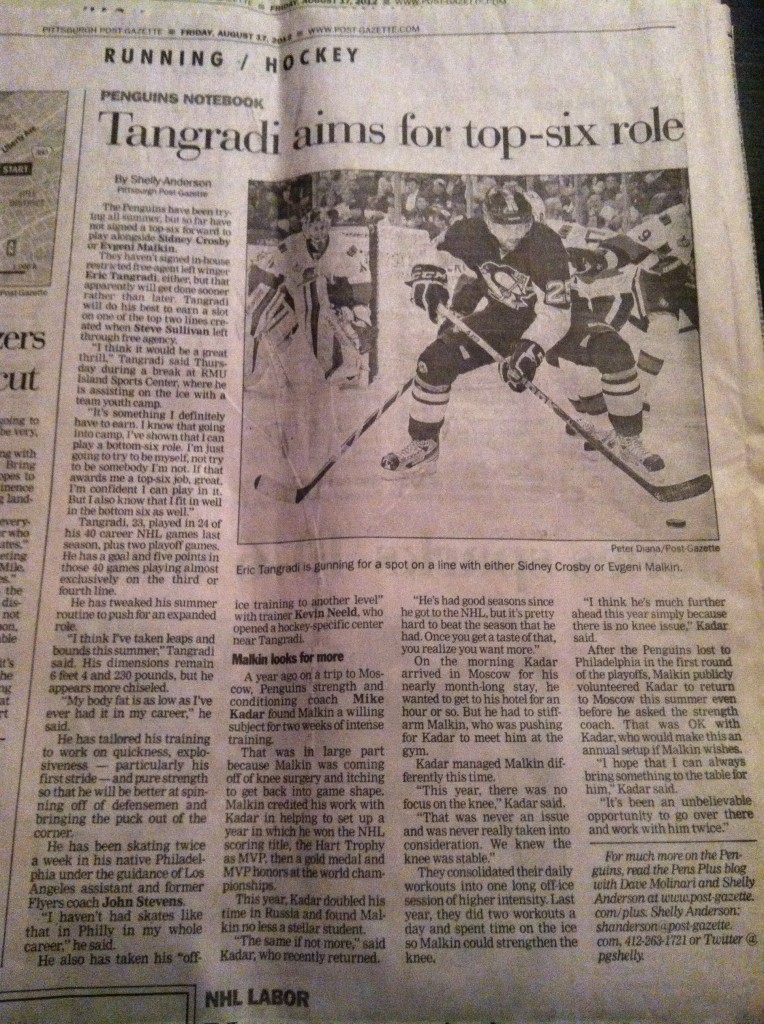 FRIDAY, AUGUST 17, 2012 ■ WWW.POST-GAZETTE.COM
PITTSBURGH POST-GAZETTE ■ FRIDAY, AUGUST 17, 2012 ■ WWW.POST-GAZETTE.COM
RUNNING / HOCKEY
PENGUINS NOTEBOOK
Tangradi aims for top-six role
By Shelly Anderson
Pittsburgh Post-Gazette
The Penguins have been try-
ing all summer, but so far have
not signed a top-six forward to
play alongside Sidney Crosby
or Evgeni Malkin.
They haven't signed in-house
restricted free-agent left winger
Eric Tangradi, either, but that
apparently will get done sooner
rather than later. Tangradi
will do his best to earn a slot
on one of the top two lines cre-
ated when Steve Sullivan left
through free agency.
"I think it would be a great
thrill," Tangradi said Thurs-
day during a break at RMU
Island Sports Center, where he
is assisting on the ice with a
team youth camp.
"It's something I definitely
have to earn. I know that going
into camp. I've shown that I can
play a bottom-six role. I'm just
going to try to be myself, not try
to be somebody I'm not. If that
awards me a top-six job, great.
I'm confident I can play in it.
But I also know that I fit in well
in the bottom six as well."
Tangradi, 23, played in 24 of
his 40 career NHL games last
season, plus two playoff games.
He has a goal and five points in
those 40 games playing almost
exclusively on the third or
fourth line.
He has tweaked his summer
routine to push for an expanded
role.
"I think I've taken leaps and
bounds this summer," Tangradi
said. His dimensions remain
6 feet 4 and 230 pounds, but he
appears more chiseled.
"My body fat is as low as I've
ever had it in my career," he
said.
He has tailored his training
to work on quickness, explo-
siveness — particularly his
first stride — and pure strength
so that he will be better at spin-
ning off of defensemen and
bringing the puck out of the
corner.
He has been skating twice
a week in his native Philadel-
phia under the guidance of Los
Angeles assistant and former
Flyers coach John Stevens.
"I haven't had skates like
that in Philly in my whole
career," he said.
He also has taken his "off-
Peter Diana/Post-Gazette
Eric Tangradi is gunning for a spot on a line with either Sidney Crosby or Evgeni Malkin.
ice training to another level"
with trainer Kevin Neeld, who
opened a hockey-specific center
near Tangradi.
Malkin looks for more
A year ago on a trip to Mos-
cow, Penguins strength and
conditioning coach Mike
Kadar found Malkin a willing
subject for two weeks of intense
training.
That was in large part
because Malkin was coming
off of knee surgery and itching
to get back into game shape.
Malkin credited his work with
Kadar in helping to set up a
year in which he won the NHL
scoring title, the Hart Trophy
as MVP, then a gold medal and
MVP honors at the world cham-
pionships.
This year, Kadar doubled his
time in Russia and found Mal-
kin no less a stellar student.
"The same if not more," said
Kadar, who recently returned.
"He's had good seasons since
he got to the NHL, but it's pretty
hard to beat the season that he
had. Once you get a taste of that,
you realize you want more."
On the morning Kadar
arrived in Moscow for his
nearly month-long stay, he
wanted to get to his hotel for an
hour or so. But he had to stiff-
arm Malkin, who was pushing
for Kadar to meet him at the
gym.
Kadar managed Malkin dif-
ferently this time.
"This year, there was no
focus on the knee," Kadar said.
"That was never an issue
and was never really taken into
consideration. We knew the
knee was stable."
They consolidated their daily
workouts into one long off-ice
session of higher intensity. Last
year, they did two workouts a
day and spent time on the ice
so Malkin could strengthen the
knee.
"I think he's much further
ahead this year simply because
there is no knee issue," Kadar
said.
After the Penguins lost to
Philadelphia in the first round
of the playoffs, Malkin publicly
volunteered Kadar to return
to Moscow this summer even
before he asked the strength
coach. That was OK with
Kadar, who would make this an
annual setup if Malkin wishes.
"I hope that I can always
bring something to the table for
him," Kadar said.
"It's been an unbelievable
opportunity to go over there
and work with him twice."
For much more on the Pen-
guins, read the Pens Plus blog
with Dave Molinari and Shelly
Anderson at www.post-gazette.
com/plus. Shelly Anderson:
shanderson@post-gazette.
com, 412-263-1721 or Twitter @
pgshelly.
NHL LABOR
START
Liberty Ave.
Post-Gazette
zers
cut